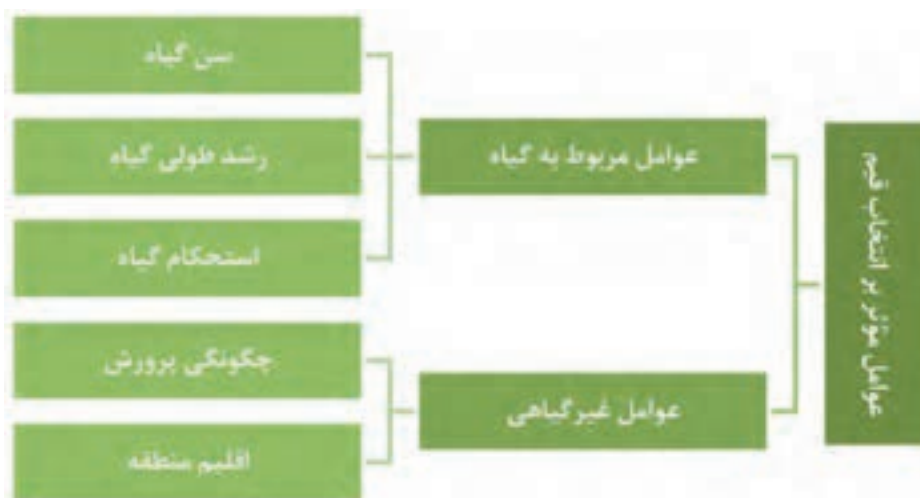 عوامل مؤثر بر انتخاب قیم
عوامل مربوط به گیاه
سن گیاه
رشد طولی گیاه
استحکام گیاه
عوامل غیرگیاهی
چگونگی پرورش
اقلیم منطقه